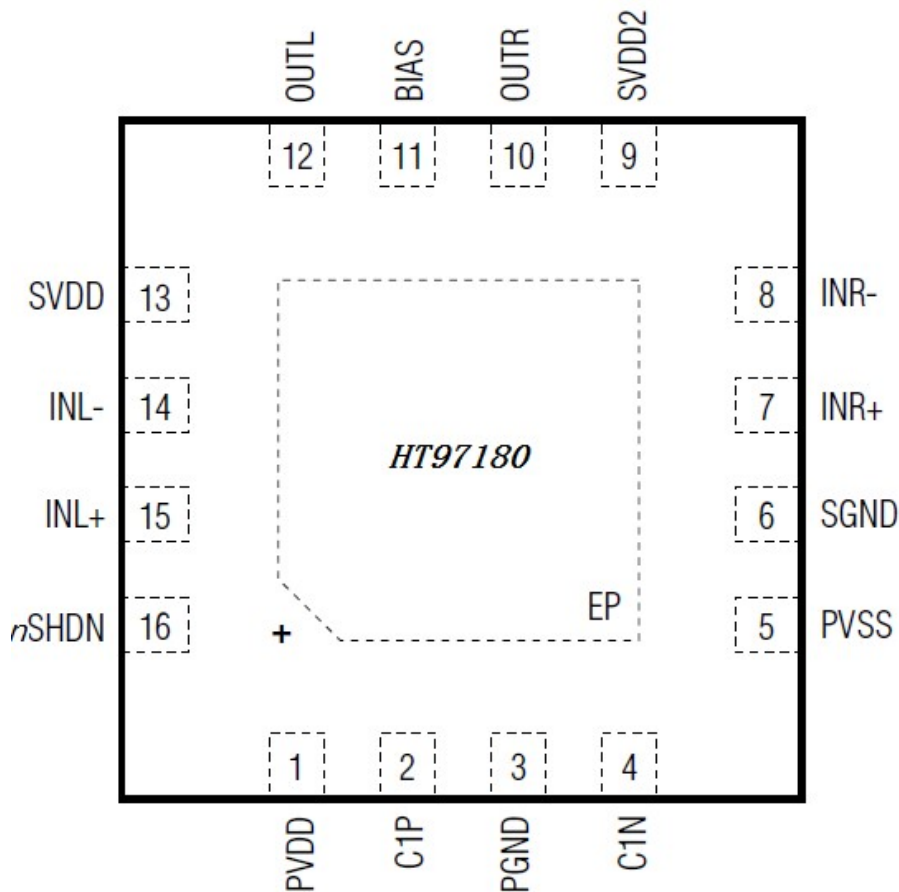 OUTL BIAS OUTR SVDD2
12 11 10 9
SVDD 13 8 INR-
INL- 14 7 INR+
HT97180
INL+ 15 6 SGND
EP
nSHDN 16 + 5 PVSS
1 2 3 4
PVDD C1P PGND C1N